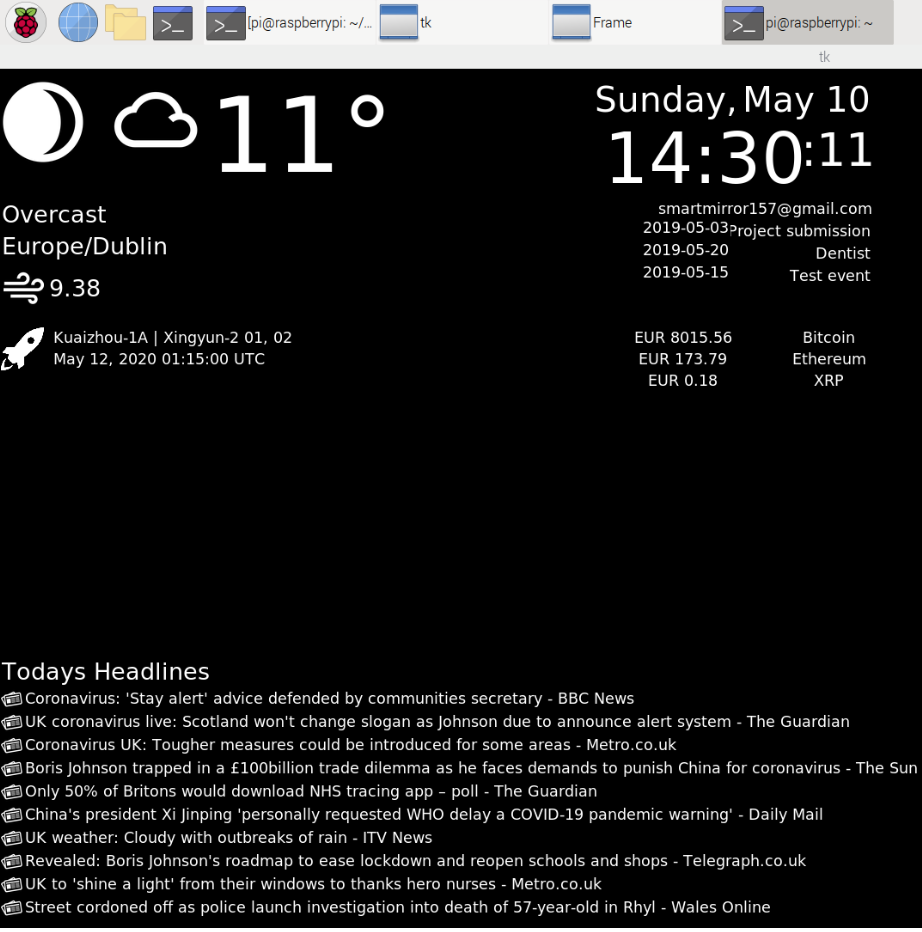 [pi@raspberrypi: ~/...
tk
Frame
pi@raspberrypi: ~
tk
11°
Sunday, May 10
14:30:11
Overcast
Europe/Dublin
9.38
smartmirror157@gmail.com
2019-05-03 Project submission
2019-05-20 Dentist
2019-05-15 Test event
Kuaizhou-1A | Xingyun-2 01, 02
May 12, 2020 01:15:00 UTC
EUR 8015.56 Bitcoin
EUR 173.79 Ethereum
EUR 0.18 XRP
Todays Headlines
Coronavirus: 'Stay alert' advice defended by communities secretary - BBC News
UK coronavirus live: Scotland won't change slogan as Johnson due to announce alert system - The Guardian
Coronavirus UK: Tougher measures could be introduced for some areas - Metro.co.uk
Boris Johnson trapped in a £100billion trade dilemma as he faces demands to punish China for coronavirus - The Sun
Only 50% of Britons would download NHS tracing app – poll - The Guardian
China's president Xi Jinping 'personally requested WHO delay a COVID-19 pandemic warning' - Daily Mail
UK weather: Cloudy with outbreaks of rain - ITV News
Revealed: Boris Johnson's roadmap to ease lockdown and reopen schools and shops - Telegraph.co.uk
UK to 'shine a light' from their windows to thanks hero nurses - Metro.co.uk
Street cordoned off as police launch investigation into death of 57-year-old in Rhyl - Wales Online